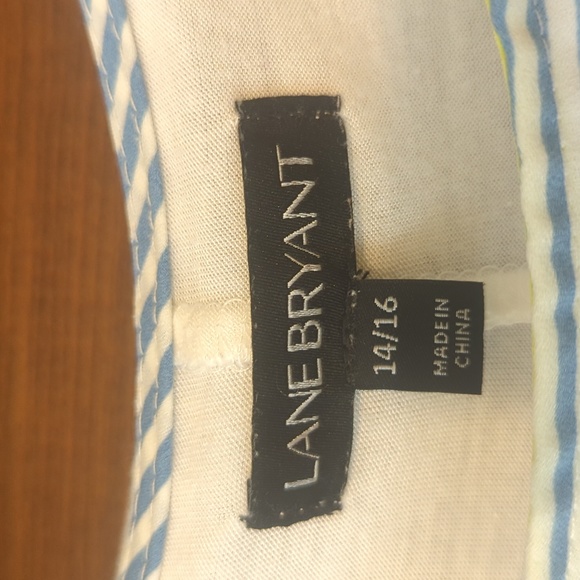 LANE BRYANT
14/16
MADE IN
CHINA